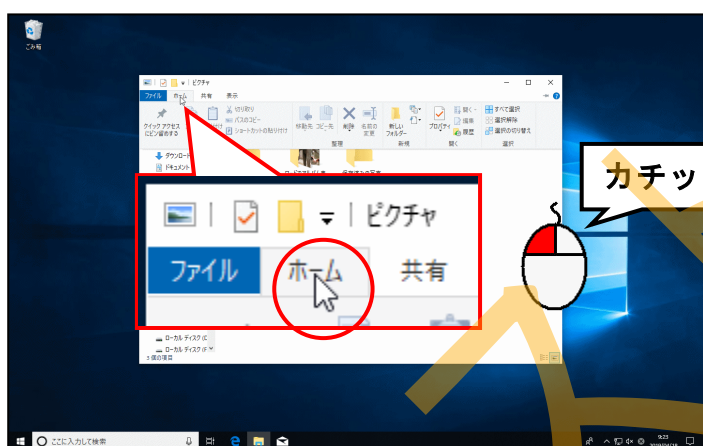 ごみ箱
ピクチャ
ファイル ホーム 共有 表示
切り取り
パスのコピー
ショートカットの貼り付け
クイック アクセス
にピン留めする
移動先 コピー先 削除 名前の
変更
新しい
フォルダー
プロパティ
開く
編集
履歴
すべて選択
選択解除
選択の切り替え
整理 新規 開く 選択
ダウンロード
ドキュメント
ピクチャ
ファイル ホーム 共有
カチッ
ローカル ディスク (C
ローカル ディスク (F
3 個の項目
ここに入力して検索
9:23
2019/04/18